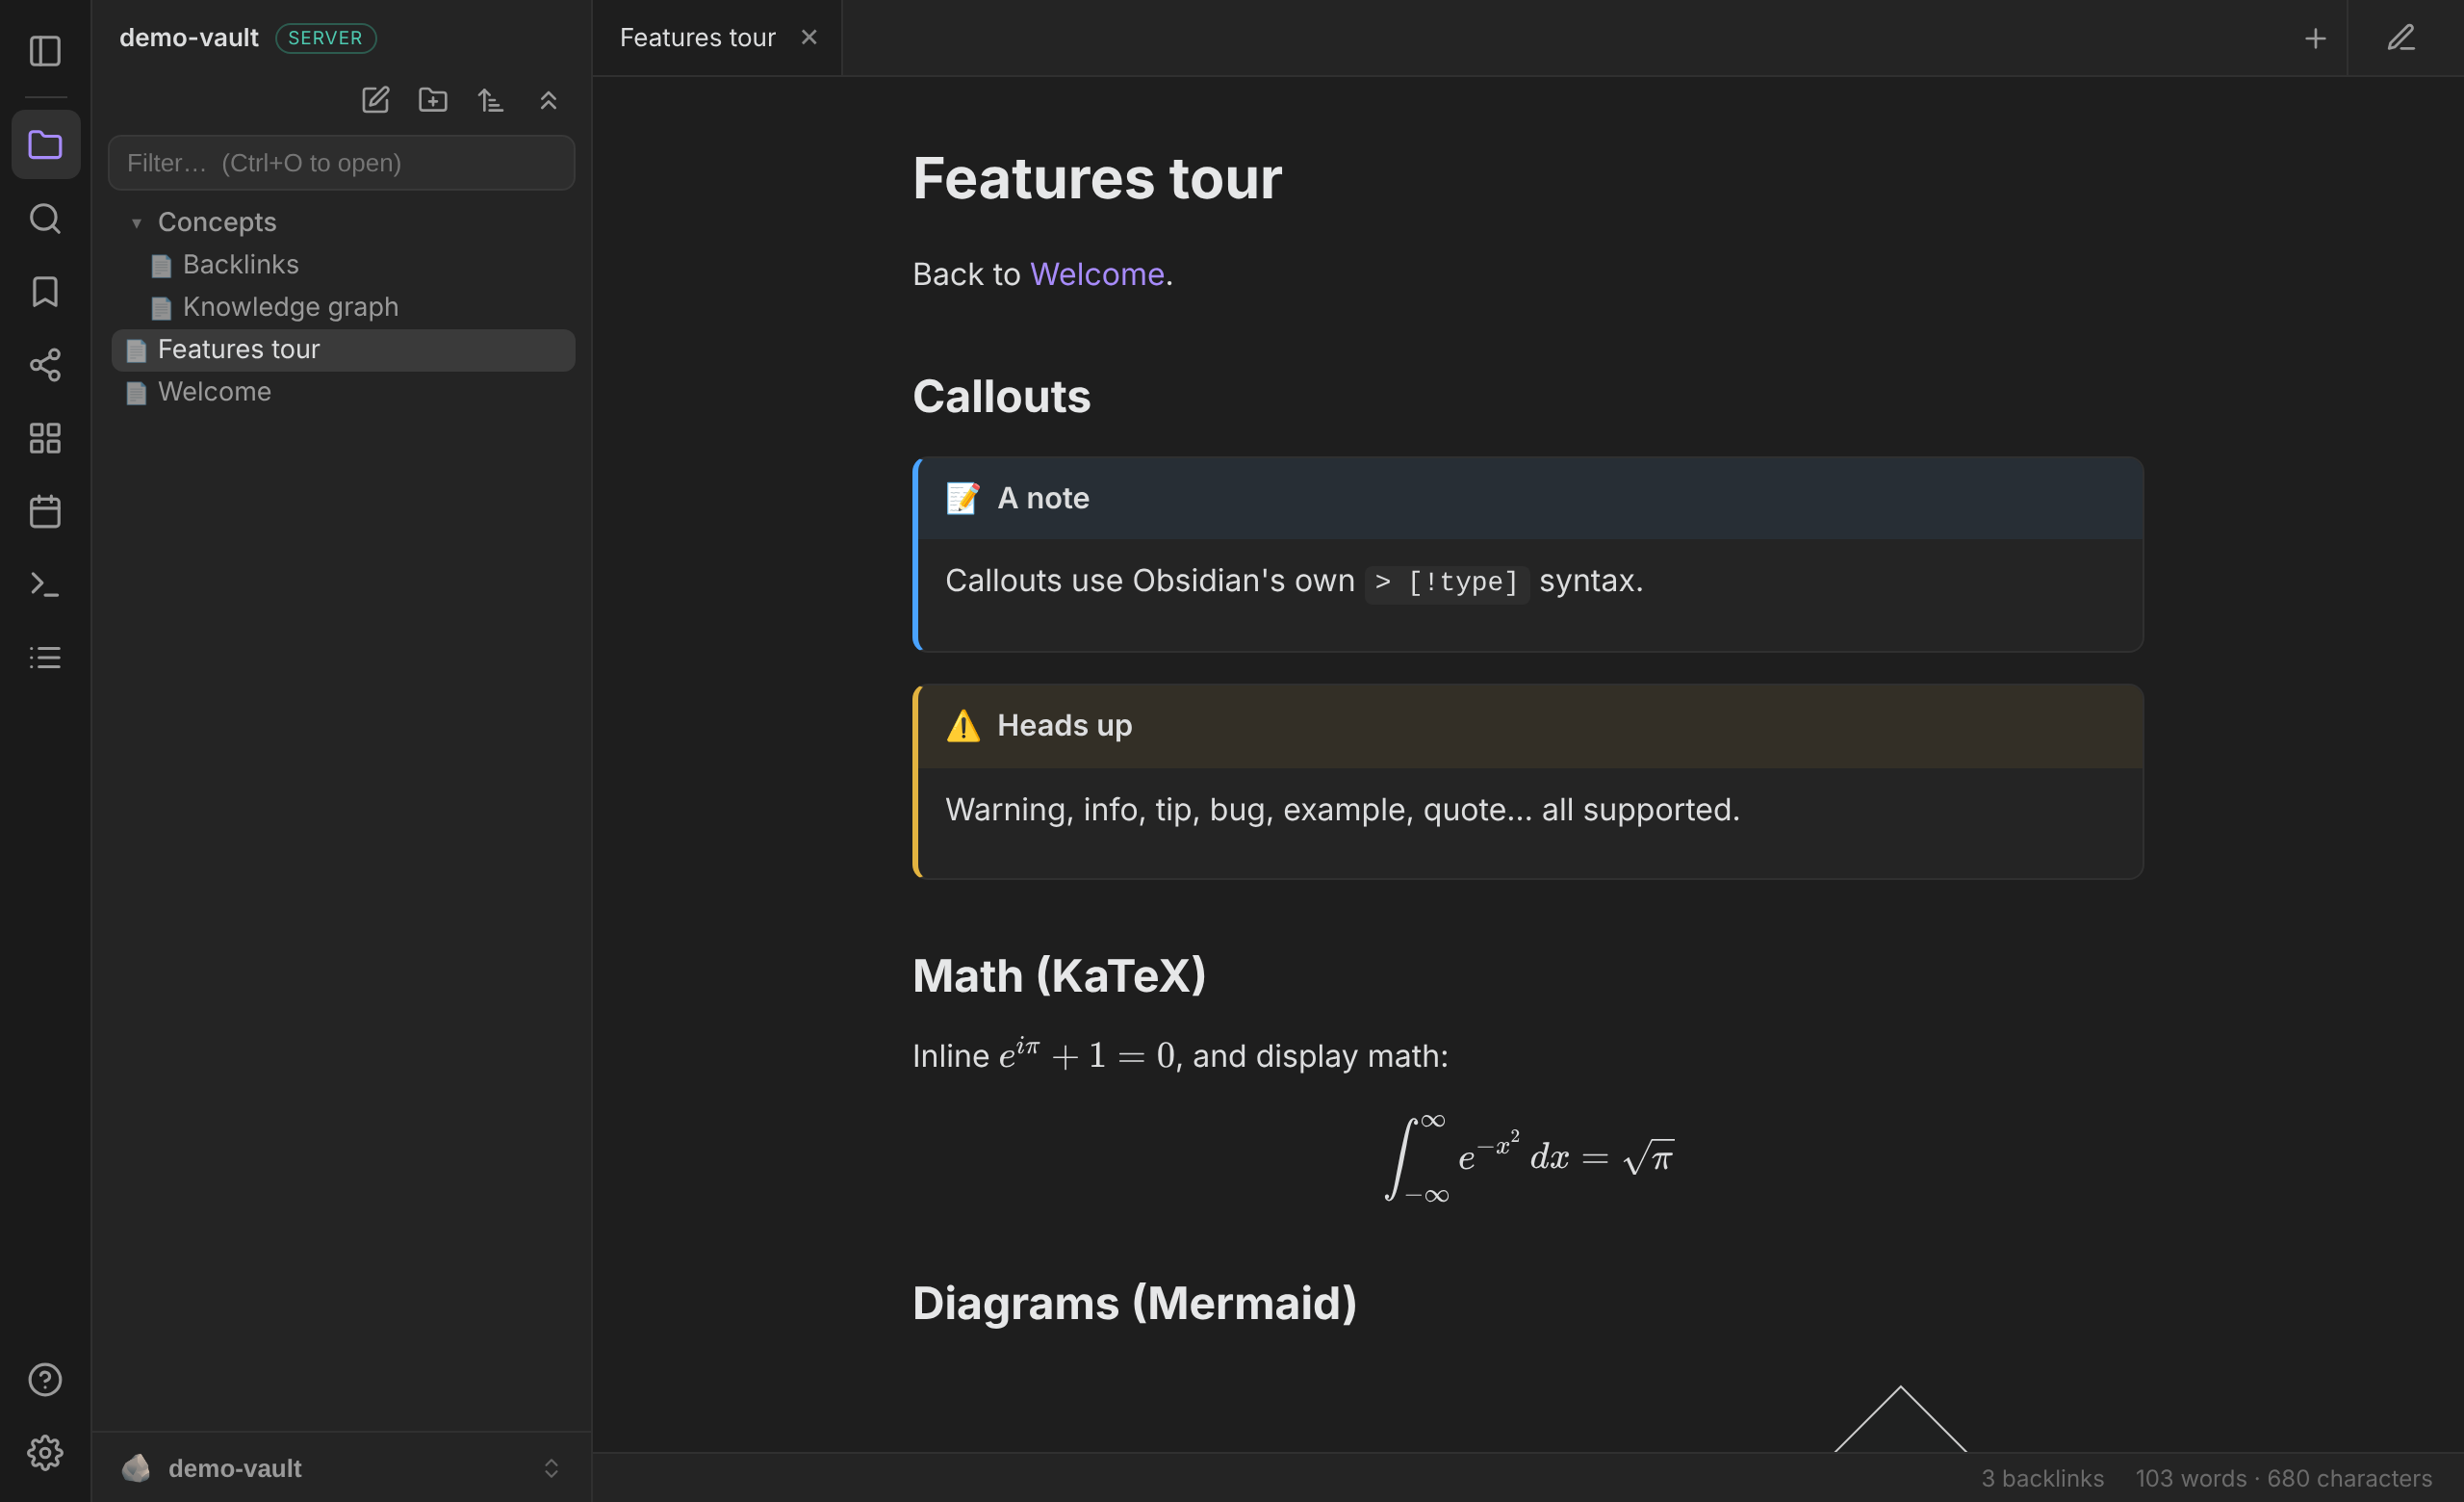 demo-vault SERVER
Features tour
Filter… (Ctrl+O to open)
Concepts
Backlinks
Knowledge graph
Features tour
Welcome
Features tour
Back to Welcome.
Callouts
A note
Callouts use Obsidian's own > [!type] syntax.
Heads up
Warning, info, tip, bug, example, quote... all supported.
Math (KaTeX)
Inline e^{iπ} + 1 = 0, and display math:
∫_{-∞}^{∞} e^{-x^2} dx = √π
Diagrams (Mermaid)
demo-vault
3 backlinks 103 words · 680 characters